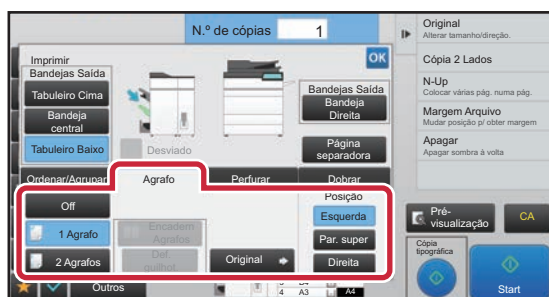 N.º de cópias 1
Imprimir
Bandejas Saída
Tabuleiro Cima
Bandeja
central
Tabuleiro Baixo
Desviado
OK
Bandejas Saída
Bandeja
Direita
Página
separadora
Ordenar/Agrupar
Agrafo
Perfurar
Dobrar
Off
1 Agrafo
2 Agrafos
Encadern
Agrafos
Def.
Original
Posição
Esquerda
Par. super
Direita
Outros
4 A3
A4
Original
Alterar tamanho/direção.
Cópia 2 Lados
N-Up
Colocar várias pág. numa pág.
Margem Arquivo
Mudar posição p/ obter margem
Apagar
Apagar sombra à volta
Pré-
visualização
CA
Cópia
tipográfica
Start